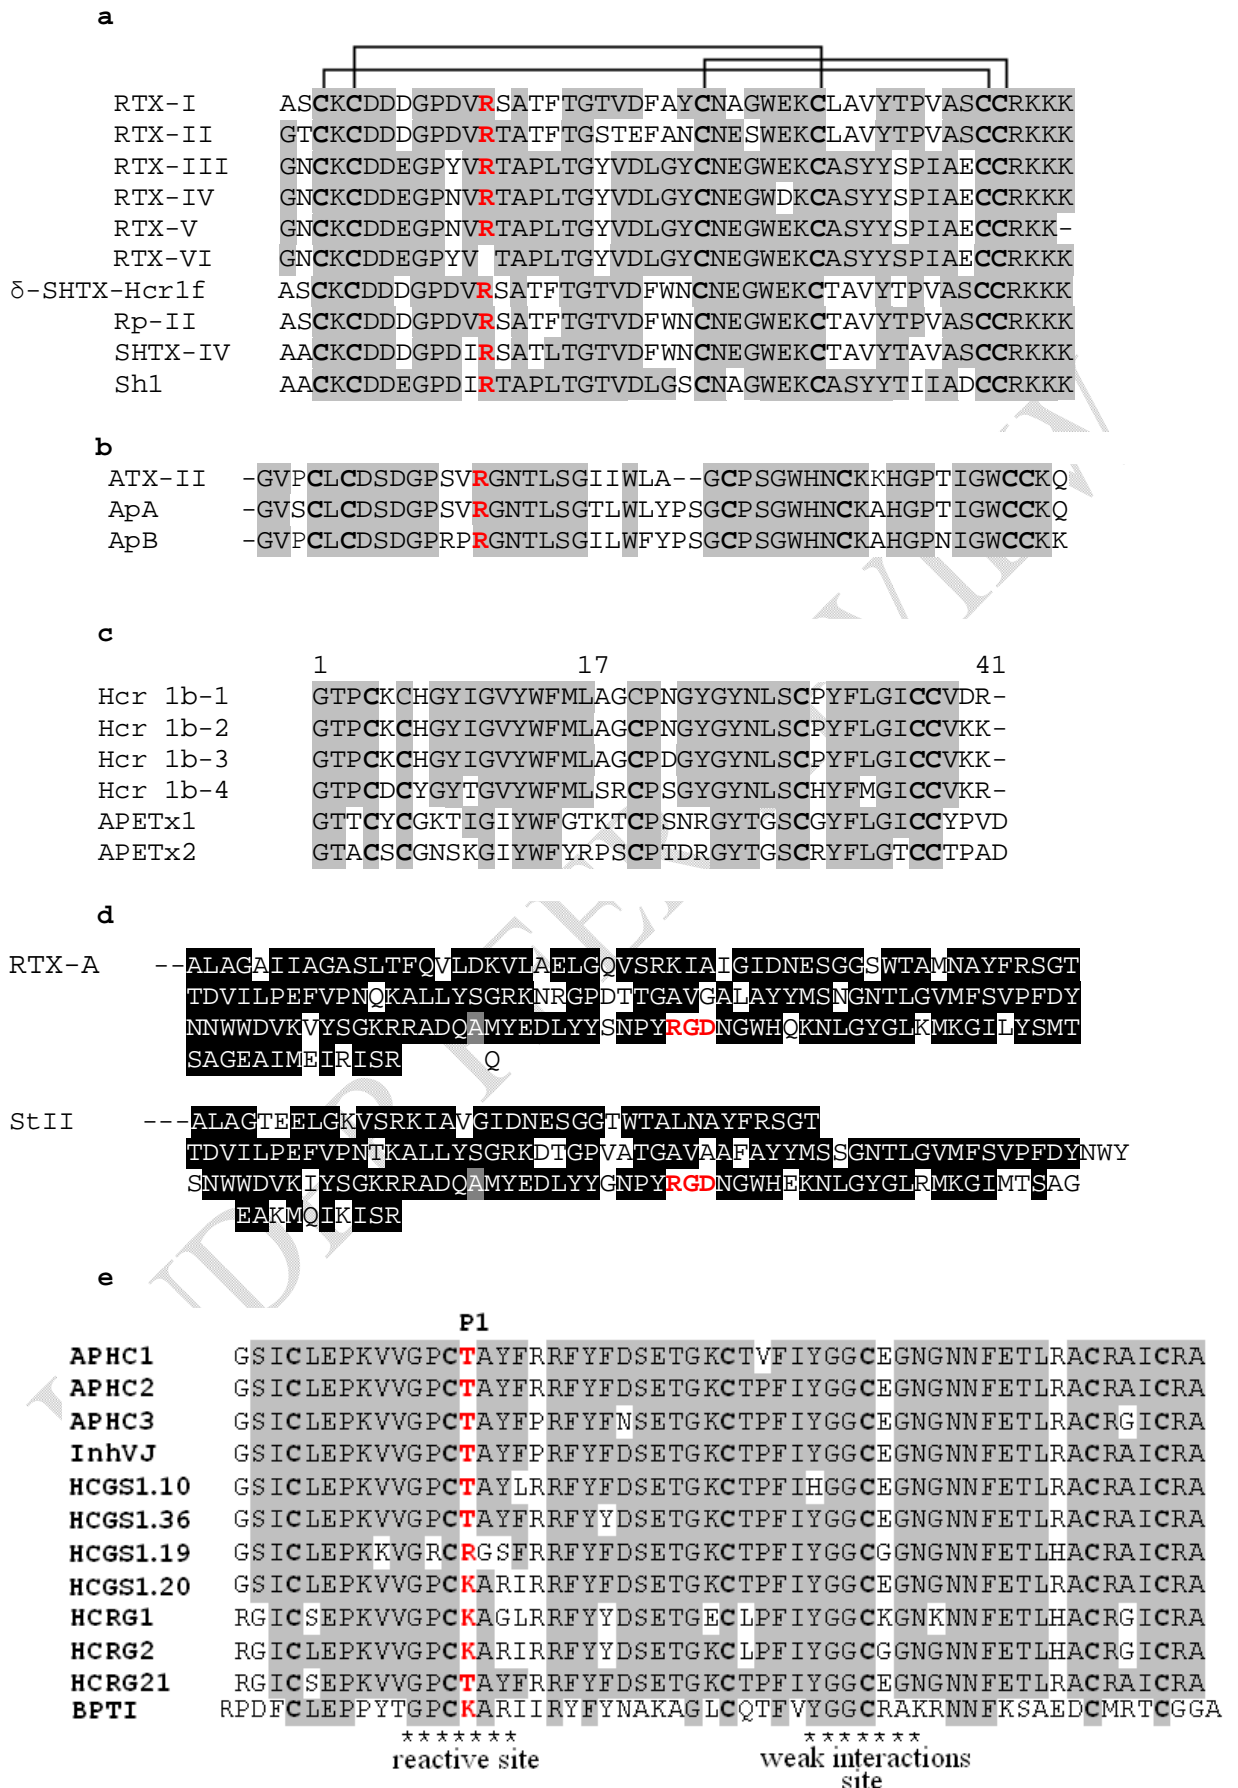 a
RTX-I ASCKCDDDGPDVRSATFTGTVDFAYCNAGWEKCLAVYTPVASCCRKKK
RTX-II GTCKCDDDGPDVRTATFTGSTEFANCNESWEKCLAVYTPVASCCRKKK
RTX-III GNCKCDDEGPYVRTAPLTGYVDLGYCNEGWEKCASYYSPIAECCRKKK
RTX-IV GNCKCDDEGPNVRTAPLTGYVDLGYCNEGWDKCASYYSPIAECCRKKK
RTX-V GNCKCDDEGPNVRTAPLTGYVDLGYCNEGWEKCASYYSPIAECCRKK-
RTX-VI GNCKCDDEGPYV TAPLTGYVDLGYCNEGWEKCASYYSPIAECCRKKK
δ-SHTX-Hcr1f ASCKCDDDGPDVRSATFTGTVDFWNCNEGWEKCTAVYTPVASCCRKKK
Rp-II ASCKCDDDGPDVRSATFTGTVDFWNCNEGWEKCTAVYTPVASCCRKKK
SHTX-IV AACKCDDDGPDIRSATLTGTVDFWNCNEGWEKCTAVYTAVASCCRKKK
Sh1 AACKCDDEGPDIRTAPLTGTVDLGSCNAGWEKCASYYTIIADCCRKKK
b
ATX-II -GVPCLCDSDGPSVRGNTLSGIIWLA--GCPSGWHNCKKHGPTIGWCCKQ
ApA -GVSCLCDSDGPSVRGNTLSGTLWLYPSGCPSGWHNCKAHGPTIGWCCKQ
ApB -GVPCLCDSDGPRPRGNTLSGILWFYPSGCPSGWHNCKAHGPNIGWCCKK
c
1 17 41
Hcr 1b-1 GTPCKCHGYIGVYWFMLAGCPNGYGYNLSCPYFLGICCVDR-
Hcr 1b-2 GTPCKCHGYIGVYWFMLAGCPNGYGYNLSCPYFLGICCVKK-
Hcr 1b-3 GTPCKCHGYIGVYWFMLAGCPDGYGYNLSCPYFLGICCVKK-
Hcr 1b-4 GTPCDCYGYTGVYWFMLSRCPSGYGYNLSCHYFMGICCVKR-
APETx1 GTTCYCGKTIGIYWFGTKTCPSNRGYTGSCGYFLGICCYPVD
APETx2 GTACSCGNSKGIYWFYRPSCPTDRGYTGSCRYFLGTCCTPAD
d
RTX-A --ALAGAIIAGASLTFQVLDKVLAELGQVSRKIAIGIDNESGGSWTAMNAYFRSGT
TDVILPEFVPNQKALLYSGRKNRGPDTTGAVGALAYYMSNGNTLGVMFSVPFDY
NNWWDVKVYSGKRRADQAMYEDLYYSNPYRGDNGWHQKNLGYGLKMKGILYSMT
SAGEAIMEIRISR Q
StII ---ALAGTEELGKVSRKIAVGIDNESGGTWTALNAYFRSGT
TDVILPEFVPNTKALLYSGRKDTGPVATGAVAAFAYYMSSGNTLGVMFSVPFDYNWY
SNWWDVKIYSGKRRADQAMYEDLYYGNPYRGDNGWHEKNLGYGLRMKGIMTSAG
EAKMQIKISR
e
P1
APHC1 GSICLEPKVVGPCTAYFRRFYFDSETGKCTVFIYGGCEGNGNNFETLRACRAICRA
APHC2 GSICLEPKVVGPCTAYFRRFYFDSETGKCTPFIYGGCEGNGNNFETLRACRAICRA
APHC3 GSICLEPKVVGPCTAYFPRFYFNSETGKCTPFIYGGCEGNGNNFETLRACRGICRA
InhVJ GSICLEPKVVGPCTAYFPRFYFDSETGKCTPFIYGGCEGNGNNFETLRACRAICRA
HCGS1.10 GSICLEPKVVGPCTAYLRRFYFDSETGKCTPFIHGGCEGNGNNFETLRACRAICRA
HCGS1.36 GSICLEPKVVGPCTAYFRRFYYDSETGKCTPFIYGGCEGNGNNFETLRACRAICRA
HCGS1.19 GSICLEPKKVGRCRGSFRRFYFDSETGKCTPFIYGGCGGNGNNFETLHACRAICRA
HCGS1.20 GSICLEPKVVGPCKARIRRFYFDSETGKCTPFIYGGCEGNGNNFETLRACRAICRA
HCRG1 RGICSEPKVVGPCKAGLRRFYYDSETGECLPFIYGGCKGNKNNFETLHACRGICRA
HCRG2 RGICLEPKVVGPCKARIRRFYYDSETGKCLPFIYGGCGGNGNNFETLHACRGICRA
HCRG21 RGICSEPKVVGPCTAYFRRFYFDSETGKCTPFIYGGCEGNGNNFETLRACRAICRA
BPTI RPDFCLEPPYTGPCKARIIRYFYNAKAGLCQTFVYGGCRAKRNNFKSAEDCMRTCGGA
******* *******
reactive site weak interactions
site